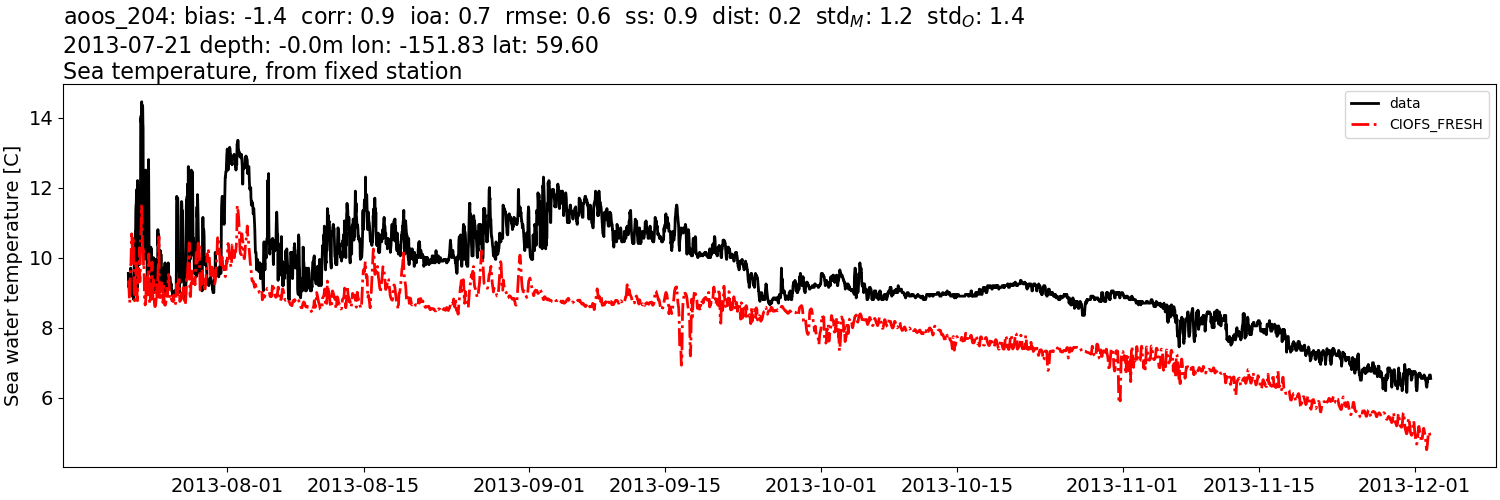 aoos_204: bias: -1.4 corr: 0.9 ioa: 0.7 rmse: 0.6 ss: 0.9 dist: 0.2 std_M: 1.2 std_O: 1.4
2013-07-21 depth: -0.0m lon: -151.83 lat: 59.60
Sea temperature, from fixed station
data
CIOFS_FRESH
Sea water temperature [C]
14
12
10
8
6
2013-08-01 2013-08-15 2013-09-01 2013-09-15 2013-10-01 2013-10-15 2013-11-01 2013-11-15 2013-12-01